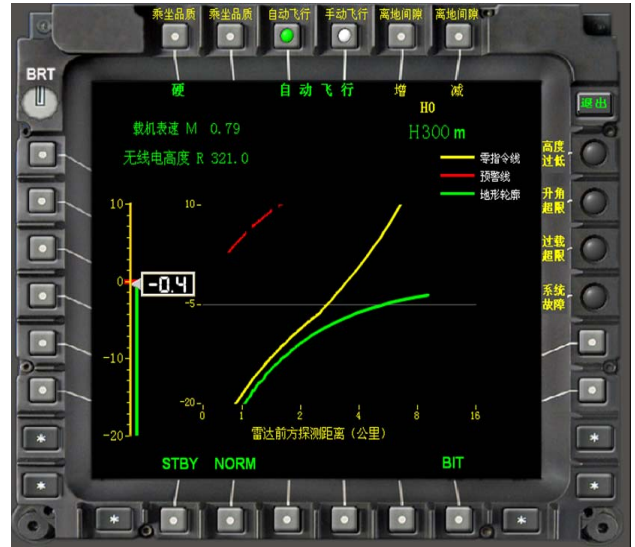 乘坐品质 乘坐品质 自动飞行 手动飞行 离地间隙 离地间隙
BRT
硬 自动飞行 增 减
退出
H0
载机表速 M 0.79
H300 m
无线电高度 R 321.0
零指令线
预警线
地形轮廓
高度过低
升角超限
过载超限
系统故障
10
0
-10
-20
-0.4
10
-5
-20
0 1 2 4 8 16
雷达前方探测距离（公里）
STBY NORM BIT